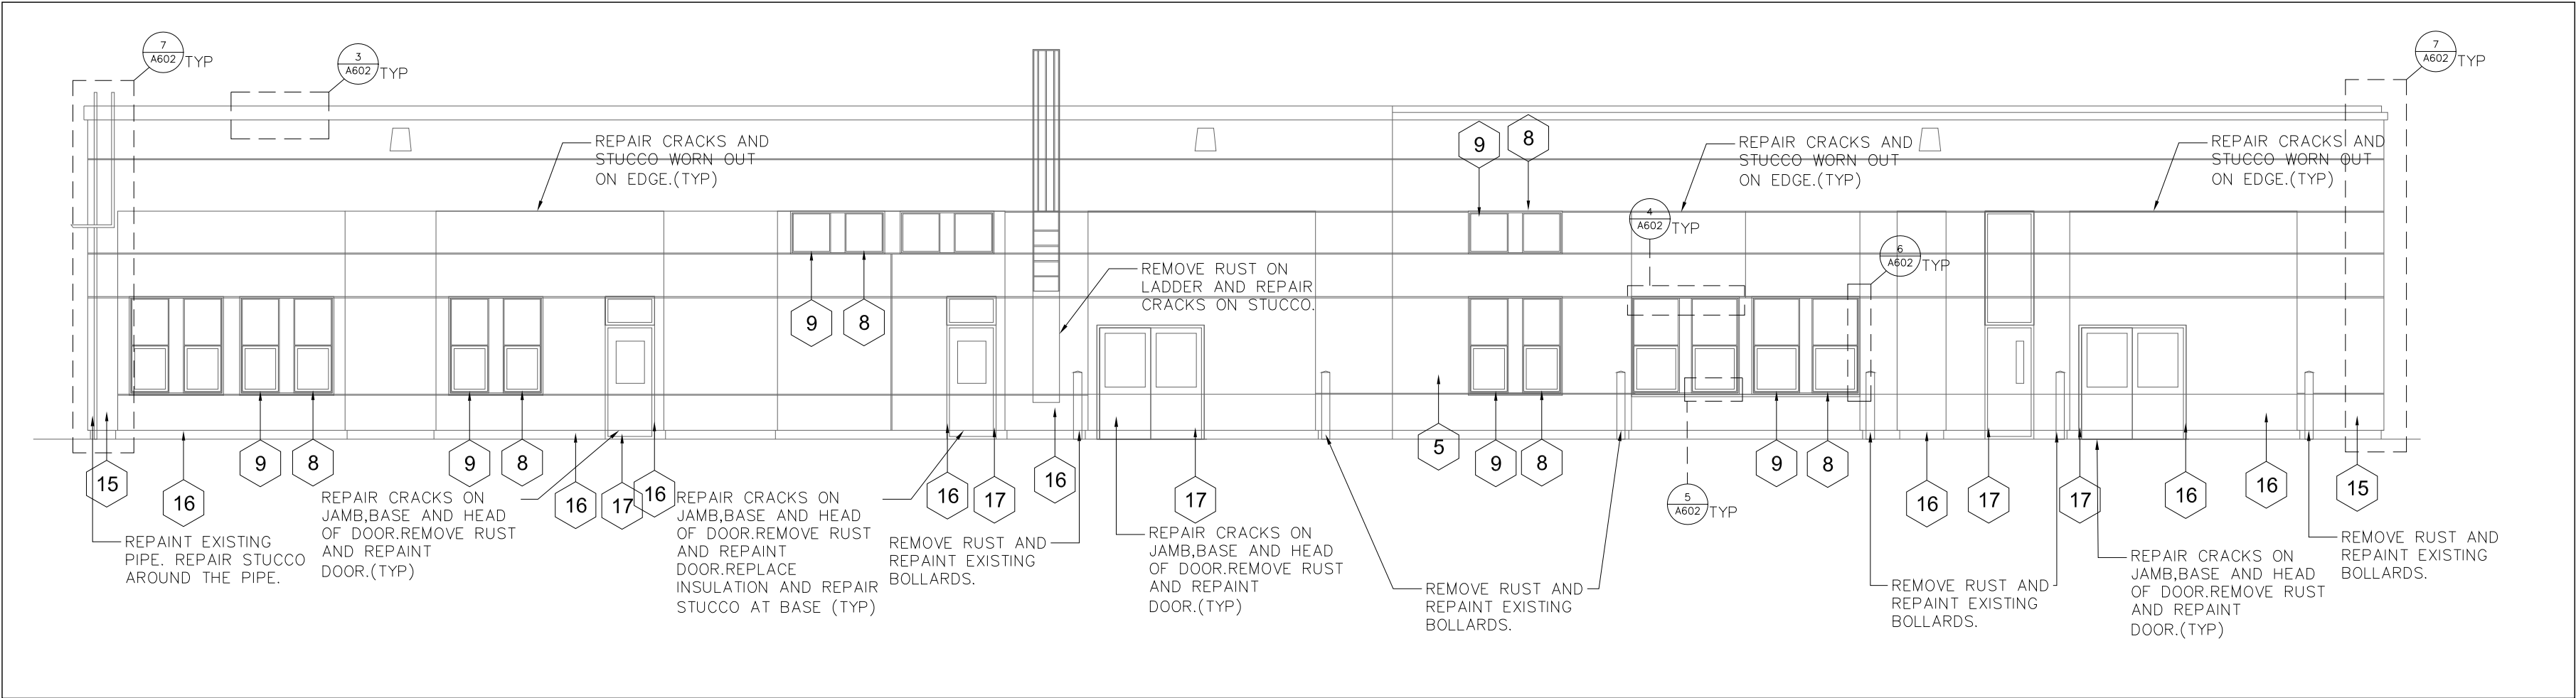 7
A602
TYP
3
A602
TYP
7
A602
TYP
REPAIR CRACKS AND
STUCCO WORN OUT
ON EDGE.(TYP)
9
8
REPAIR CRACKS AND
STUCCO WORN OUT
ON EDGE.(TYP)
REPAIR CRACKS AND
STUCCO WORN OUT
ON EDGE.(TYP)
4
A602
TYP
6
A602
TYP
REMOVE RUST ON
LADDER AND REPAIR
CRACKS ON STUCCO.
9
8
15
16
9
8
9
8
16
17
16
16
17
16
17
5
9
8
9
8
16
17
17
16
16
15
5
A602
TYP
REPAINT EXISTING
PIPE. REPAIR STUCCO
AROUND THE PIPE.
REPAIR CRACKS ON
JAMB,BASE AND HEAD
OF DOOR.REMOVE RUST
AND REPAINT
DOOR.(TYP)
REPAIR CRACKS ON
JAMB,BASE AND HEAD
OF DOOR.REMOVE RUST
AND REPAINT
DOOR.REPLACE
INSULATION AND REPAIR
STUCCO AT BASE (TYP)
REMOVE RUST AND
REPAINT EXISTING
BOLLARDS.
REPAIR CRACKS ON
JAMB,BASE AND HEAD
OF DOOR.REMOVE RUST
AND REPAINT
DOOR.(TYP)
REMOVE RUST AND
REPAINT EXISTING
BOLLARDS.
REMOVE RUST AND
REPAINT EXISTING
BOLLARDS.
REPAIR CRACKS ON
JAMB,BASE AND HEAD
OF DOOR.REMOVE RUST
AND REPAINT
DOOR.(TYP)
REMOVE RUST AND
REPAINT EXISTING
BOLLARDS.